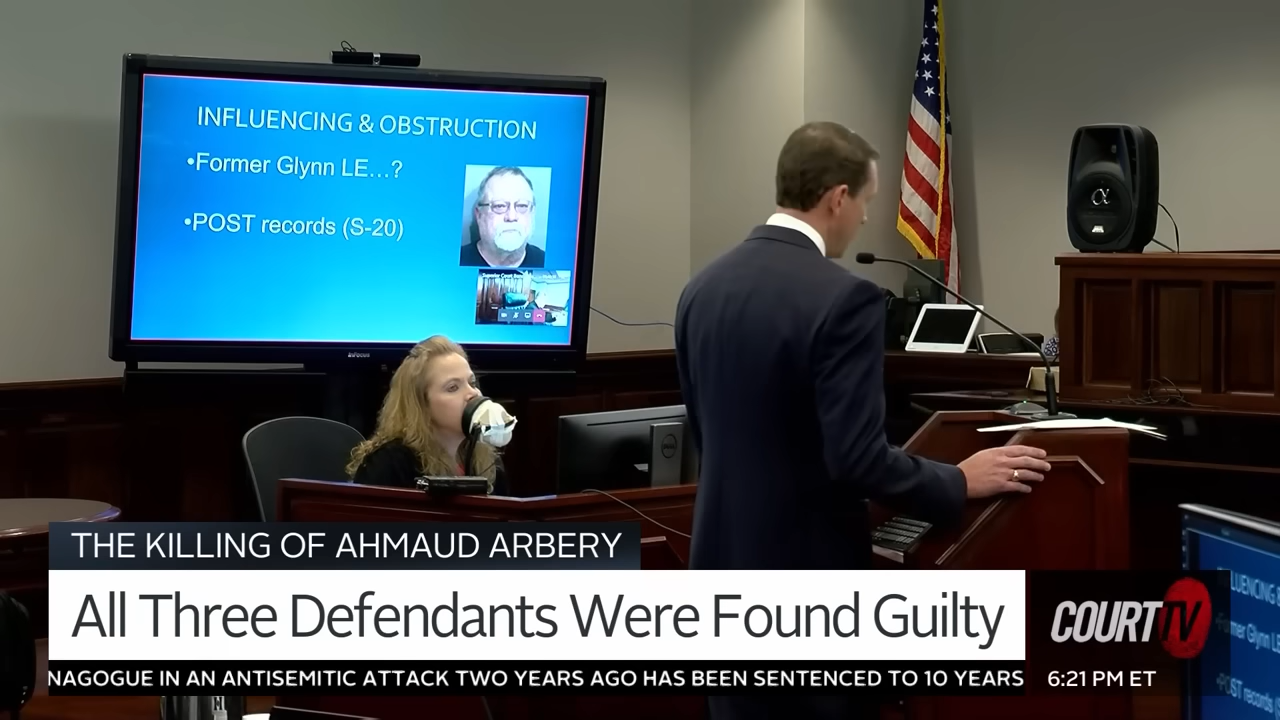 INFLUENCING & OBSTRUCTION
•Former Glynn LE...?
•POST records (S-20)
InFocus
DELL
α
THE KILLING OF AHMAUD ARBERY
All Three Defendants Were Found Guilty
COURT TV
NAGOGUE IN AN ANTISEMITIC ATTACK TWO YEARS AGO HAS BEEN SENTENCED TO 10 YEARS
6:21 PM ET